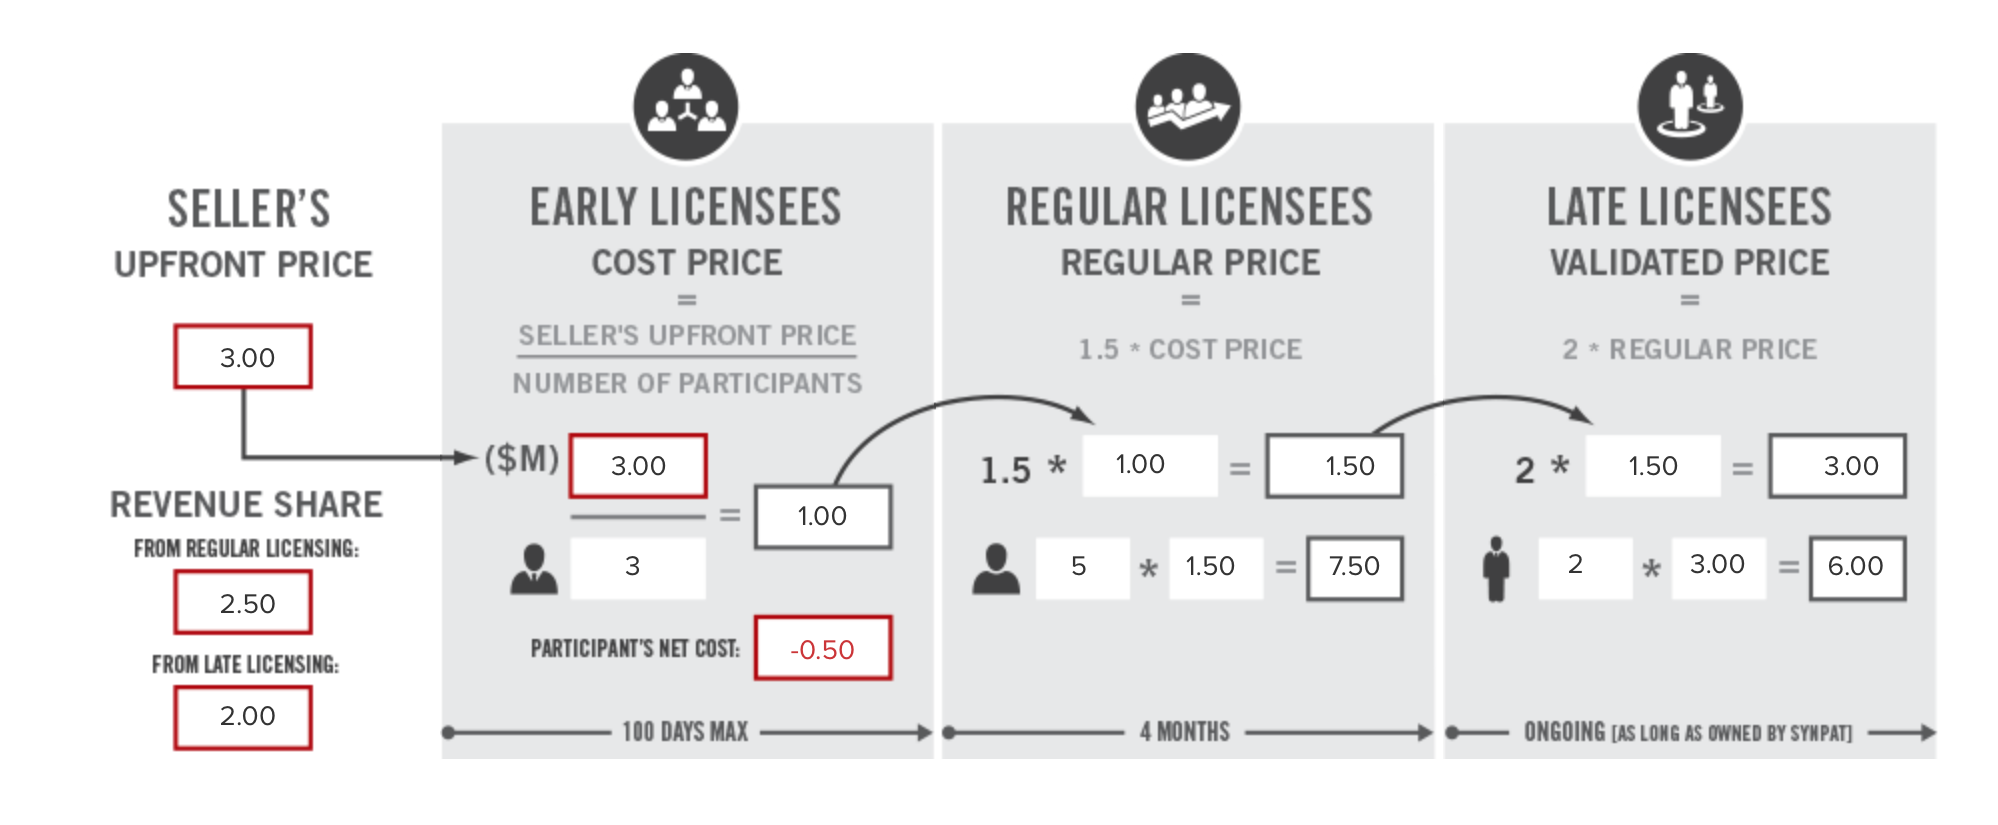 SELLER'S
UPFRONT PRICE
3.00
REVENUE SHARE
FROM REGULAR LICENSING:
2.50
FROM LATE LICENSING:
2.00
EARLY LICENSEES
COST PRICE
=
SELLER'S UPFRONT PRICE
NUMBER OF PARTICIPANTS
($M) 3.00
= 1.00
3
PARTICIPANT'S NET COST: -0.50
100 DAYS MAX
REGULAR LICENSEES
REGULAR PRICE
=
1.5 * COST PRICE
1.5 * 1.00 = 1.50
5 * 1.50 = 7.50
4 MONTHS
LATE LICENSEES
VALIDATED PRICE
=
2 * REGULAR PRICE
2 * 1.50 = 3.00
2 * 3.00 = 6.00
ONGOING [AS LONG AS OWNED BY SYNPAT]